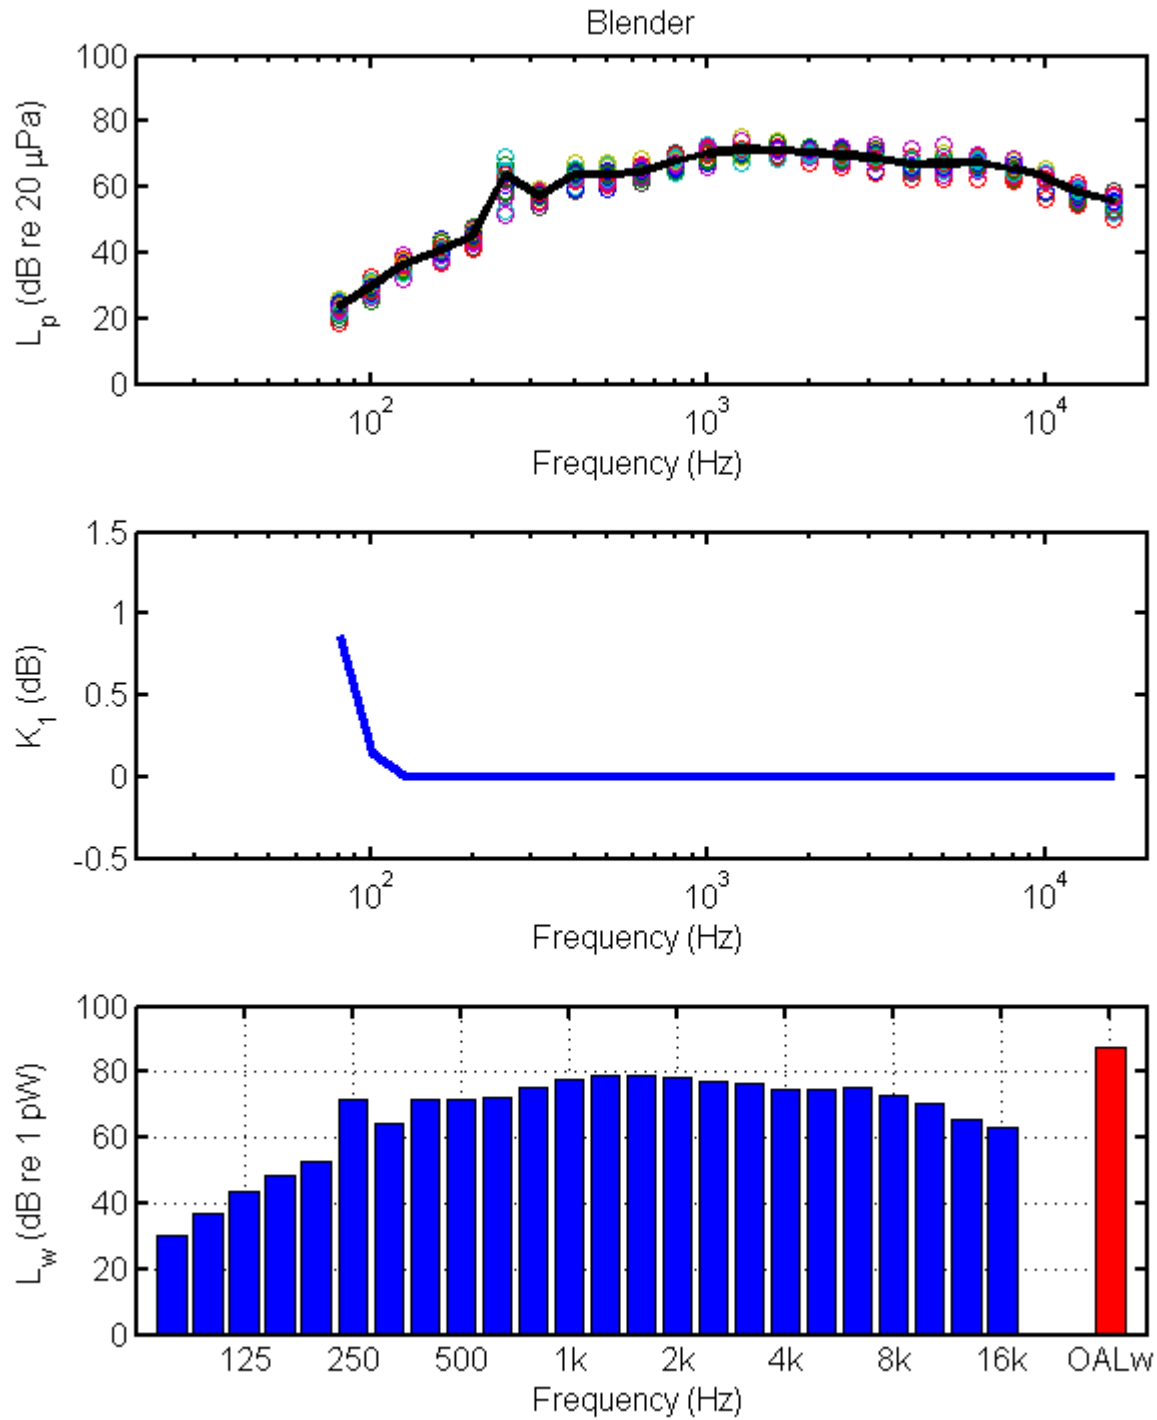 Blender
L_p (dB re 20 µPa)
100
80
60
40
20
0
10^2 10^3 10^4
Frequency (Hz)
K_1 (dB)
1.5
1
0.5
0
-0.5
10^2 10^3 10^4
Frequency (Hz)
L_w (dB re 1 pW)
100
80
60
40
20
0
125 250 500 1k 2k 4k 8k 16k OALw
Frequency (Hz)